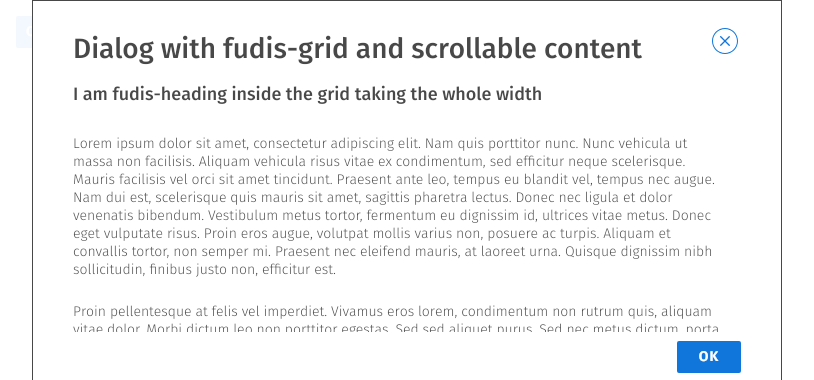 Dialog with fudis-grid and scrollable content
I am fudis-heading inside the grid taking the whole width
Lorem ipsum dolor sit amet, consectetur adipiscing elit. Nam quis porttitor nunc. Nunc vehicula ut
massa non facilisis. Aliquam vehicula risus vitae ex condimentum, sed efficitur neque scelerisque.
Mauris facilisis vel orci sit amet tincidunt. Praesent ante leo, tempus eu blandit vel, tempus nec augue.
Nam dui est, scelerisque quis mauris sit amet, sagittis pharetra lectus. Donec nec ligula et dolor
venenatis bibendum. Vestibulum metus tortor, fermentum eu dignissim id, ultrices vitae metus. Donec
eget vulputate risus. Proin eros augue, volutpat mollis varius non, posuere ac turpis. Aliquam et
convallis tortor, non semper mi. Praesent nec eleifend mauris, at laoreet urna. Quisque dignissim nibh
sollicitudin, finibus justo non, efficitur est.
Proin pellentesque at felis vel imperdiet. Vivamus eros lorem, condimentum non rutrum quis, aliquam
vitae dolor. Morbi dictum leo non porttitor egestas. Sed sed aliquet purus. Sed nec metus dictum, porta
OK